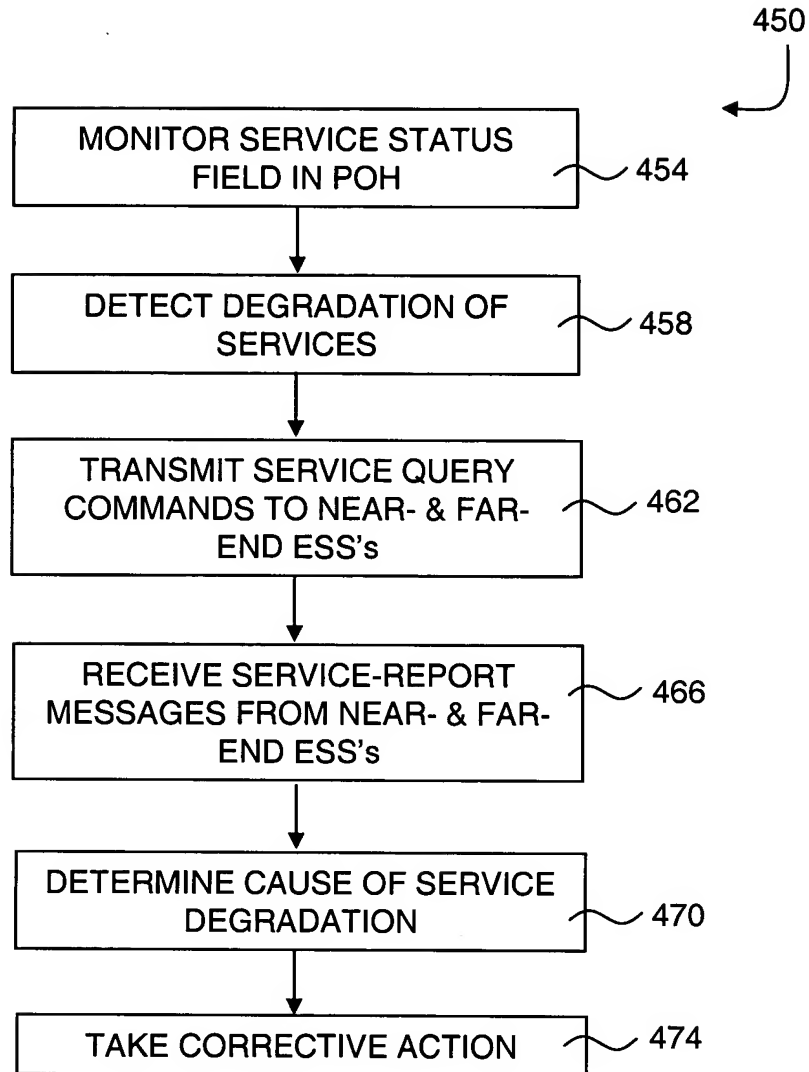 450
MONITOR SERVICE STATUS
FIELD IN POH
454
DETECT DEGRADATION OF
SERVICES
458
TRANSMIT SERVICE QUERY
COMMANDS TO NEAR- & FAR-
END ESS's
462
RECEIVE SERVICE-REPORT
MESSAGES FROM NEAR- & FAR-
END ESS's
466
DETERMINE CAUSE OF SERVICE
DEGRADATION
470
TAKE CORRECTIVE ACTION
474